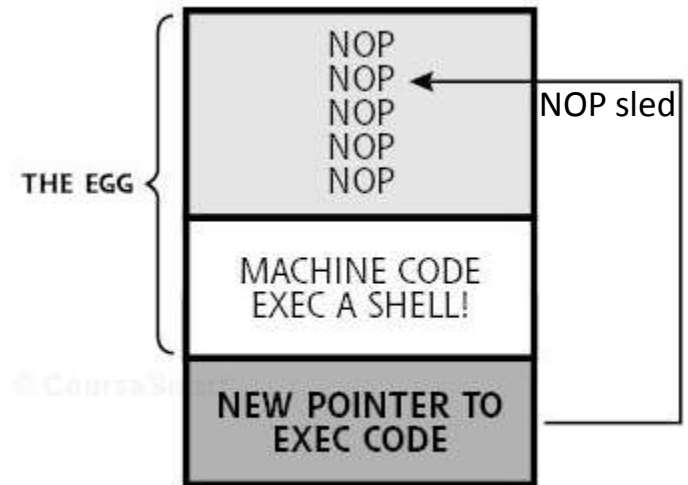 NOP
NOP
NOP
NOP
NOP
NOP sled
THE EGG
MACHINE CODE
EXEC A SHELL!
NEW POINTER TO
EXEC CODE